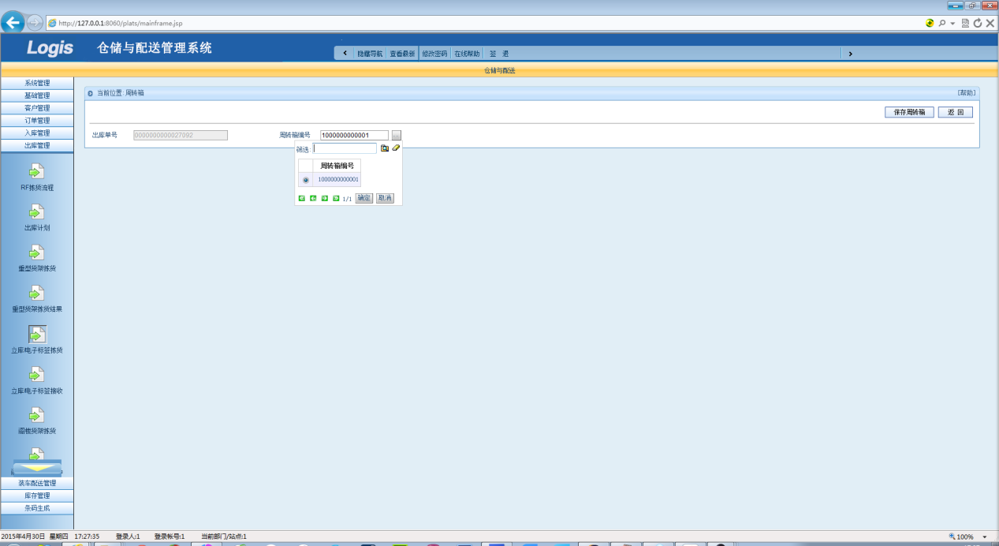 http://127.0.0.1:8060/plats/mainframe.jsp
Logis 仓储与配送管理系统
隐藏导航 查看最新 修改密码 在线帮助 签 退
仓储与配送
系统管理
基础管理
客户管理
订单管理
入库管理
出库管理
RF拣货流程
出库计划
重型货架拣货
重型货架拣货结果
立库电子标签拣货
立库电子标签接收
阁楼货架拣货
装车配送管理
库存管理
条码生成
当前位置:周转箱 [帮助]
保存周转箱 返 回
出库单号 0000000000027092 周转箱编号 1000000000001
筛选:
周转箱编号
1000000000001
1/1 确定 取消
2015年4月30日 星期四 17:27:35 登录人:1 登录帐号:1 当前部门/站点:1
100%